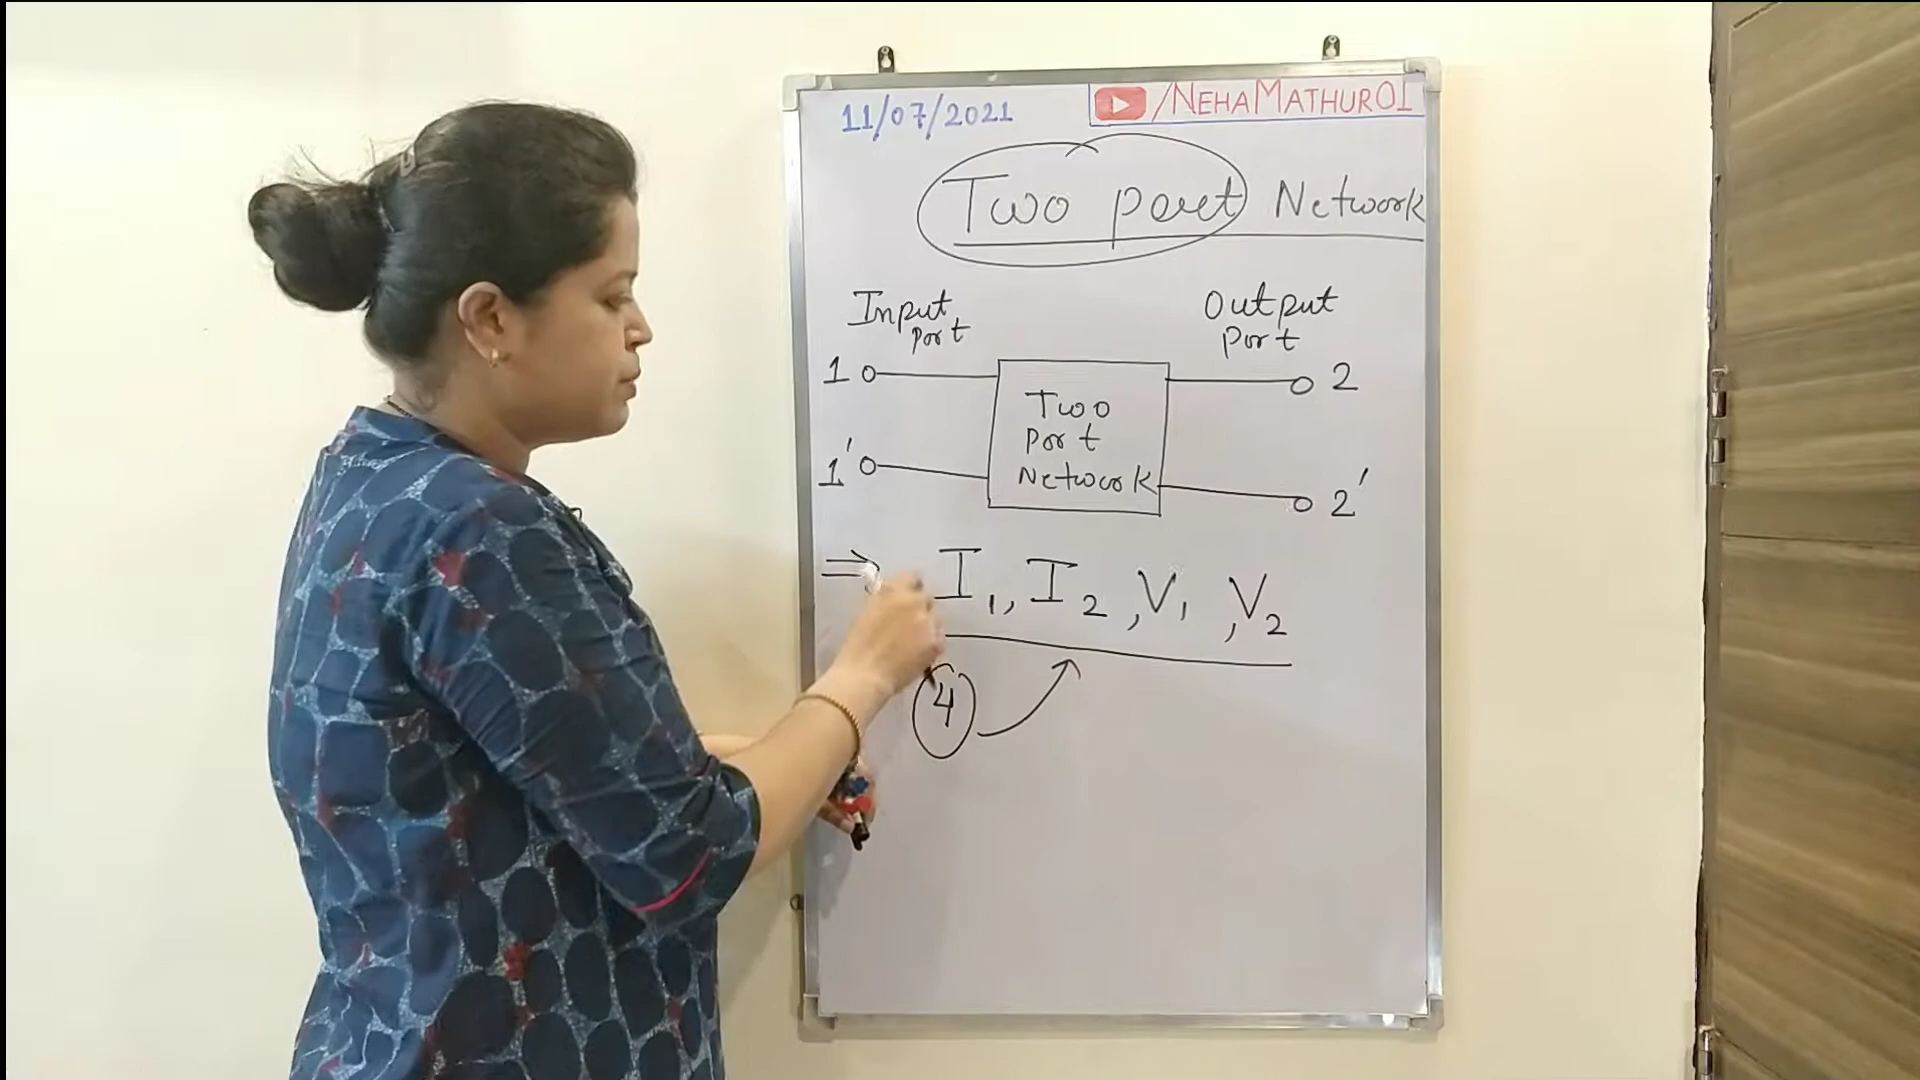 11/07/2021
/NEHAMATHUR01
Two port Network
Input
port
Output
port
1
2
Two
port
Network
1'
2'
⇒ I₁, I₂, V₁, V₂
4